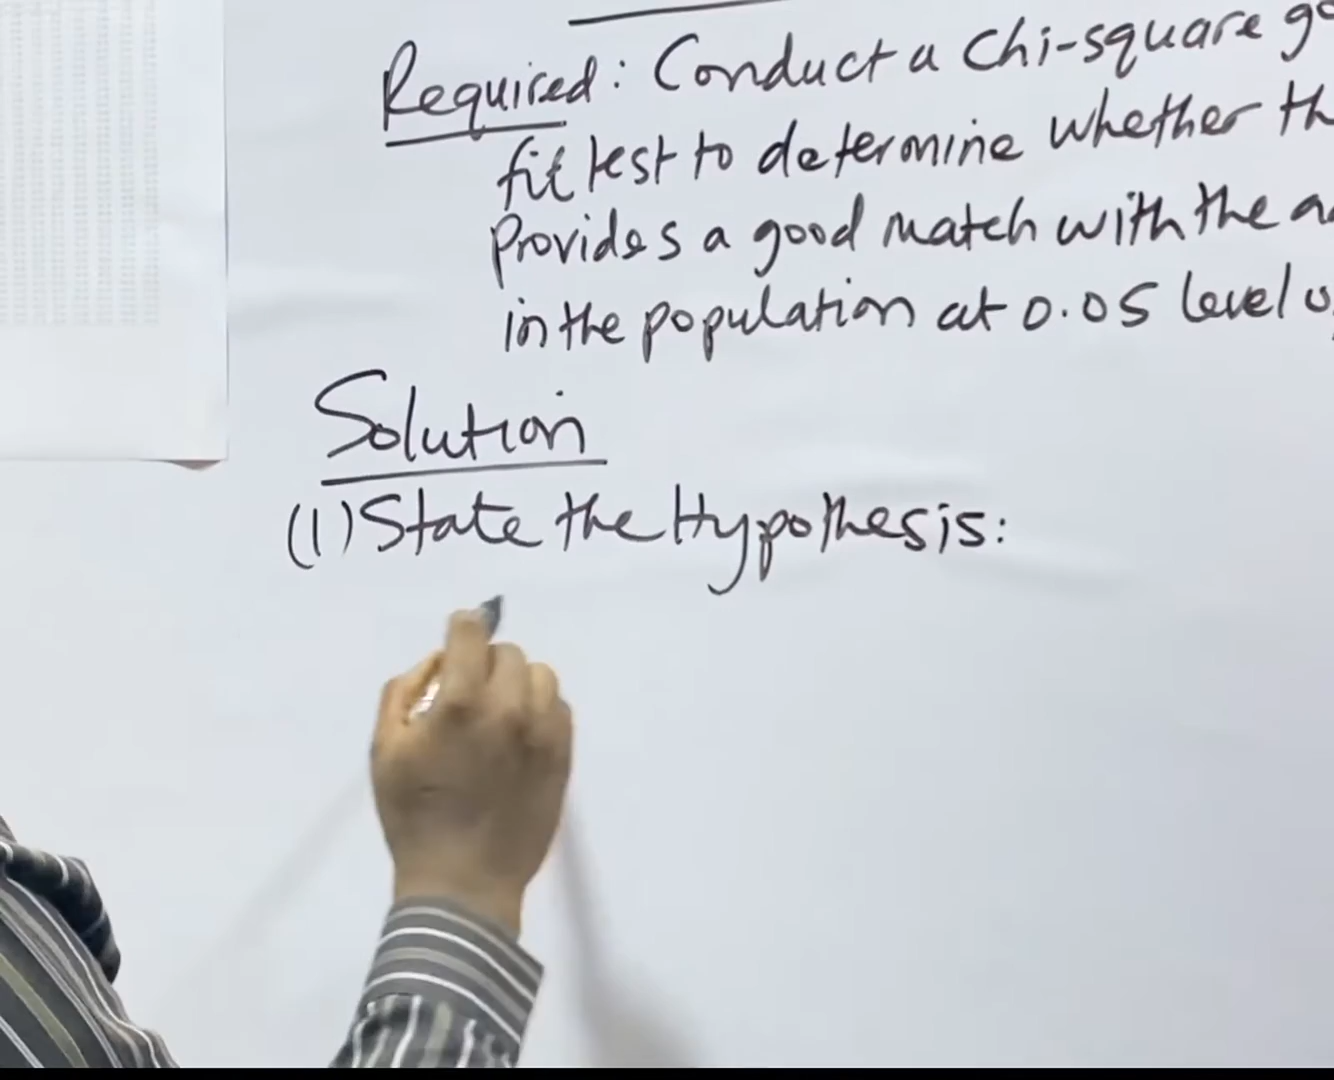 Required: Conduct a Chi-square
fit test to determine whether
Provides a good match with the
in the population at 0.05 level
Solution
(1) State the Hypothesis: